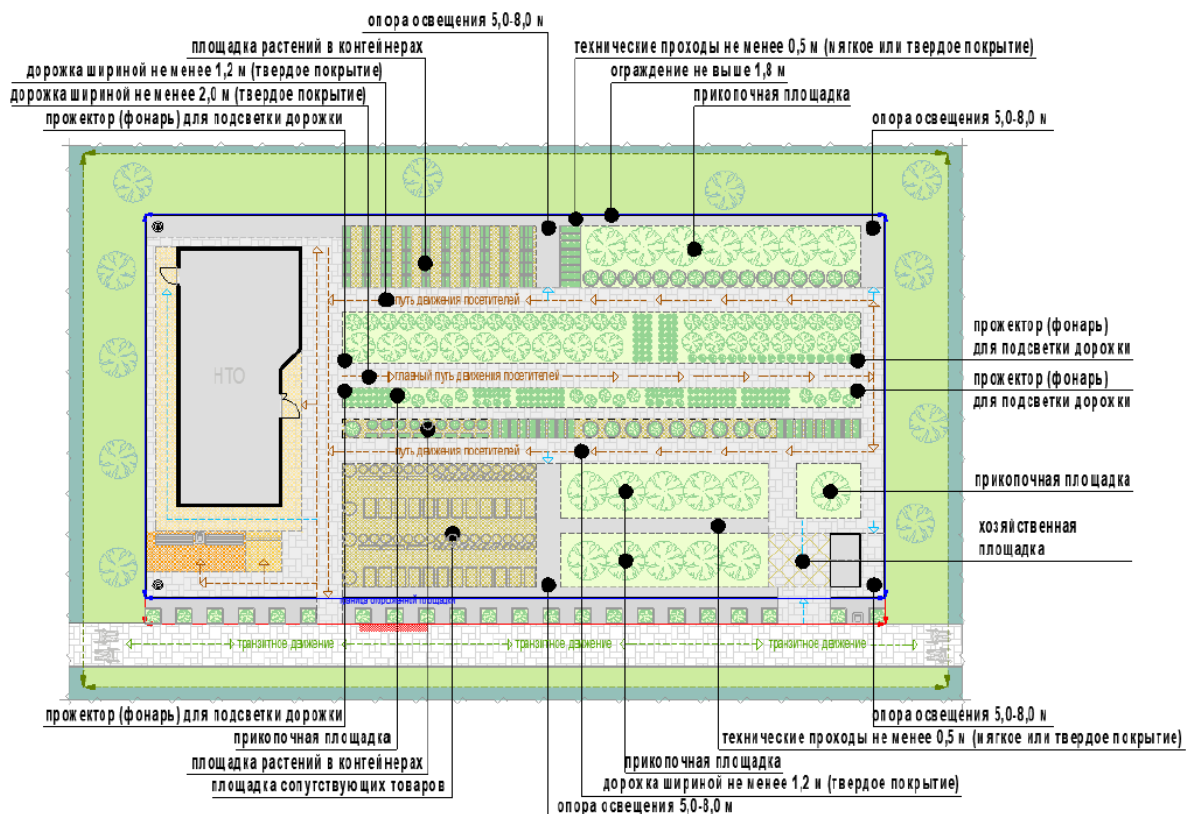 опора освещения 5,0-8,0 м
площадка растений в контейнерах
технические проходы не менее 0,5 м (мягкое или твердое покрытие)
дорожка шириной не менее 1,2 м (твердое покрытие)
ограждение не выше 1,8 м
дорожка шириной не менее 2,0 м (твердое покрытие)
прикопочная площадка
прожектор (фонарь) для подсветки дорожки
опора освещения 5,0-8,0 м
путь движения посетителей
прожектор (фонарь)
для подсветки дорожки
НТО
главный путь движения посетителей
прожектор (фонарь)
для подсветки дорожки
путь движения посетителей
прикопочная площадка
хозяйственная
площадка
граница огороженной площадки
транзитное движение
транзитное движение
транзитное движение
прожектор (фонарь) для подсветки дорожки
опора освещения 5,0-8,0 м
прикопочная площадка
технические проходы не менее 0,5 м (мягкое или твердое покрытие)
площадка растений в контейнерах
прикопочная площадка
площадка сопутствующих товаров
дорожка шириной не менее 1,2 м (твердое покрытие)
опора освещения 5,0-8,0 м